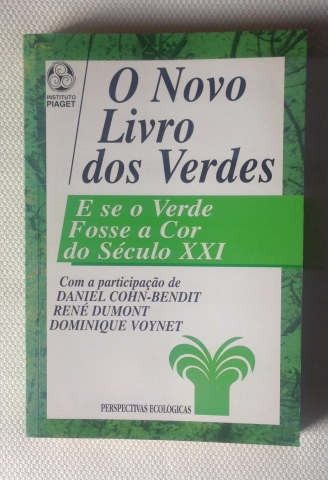 INSTITUTO
PIAGET
O Novo
Livro
dos Verdes
E se o Verde
Fosse a Cor
do Século XXI
Com a participação de
DANIEL COHN-BENDIT
RENÉ DUMONT
DOMINIQUE VOYNET
PERSPECTIVAS ECOLÓGICAS